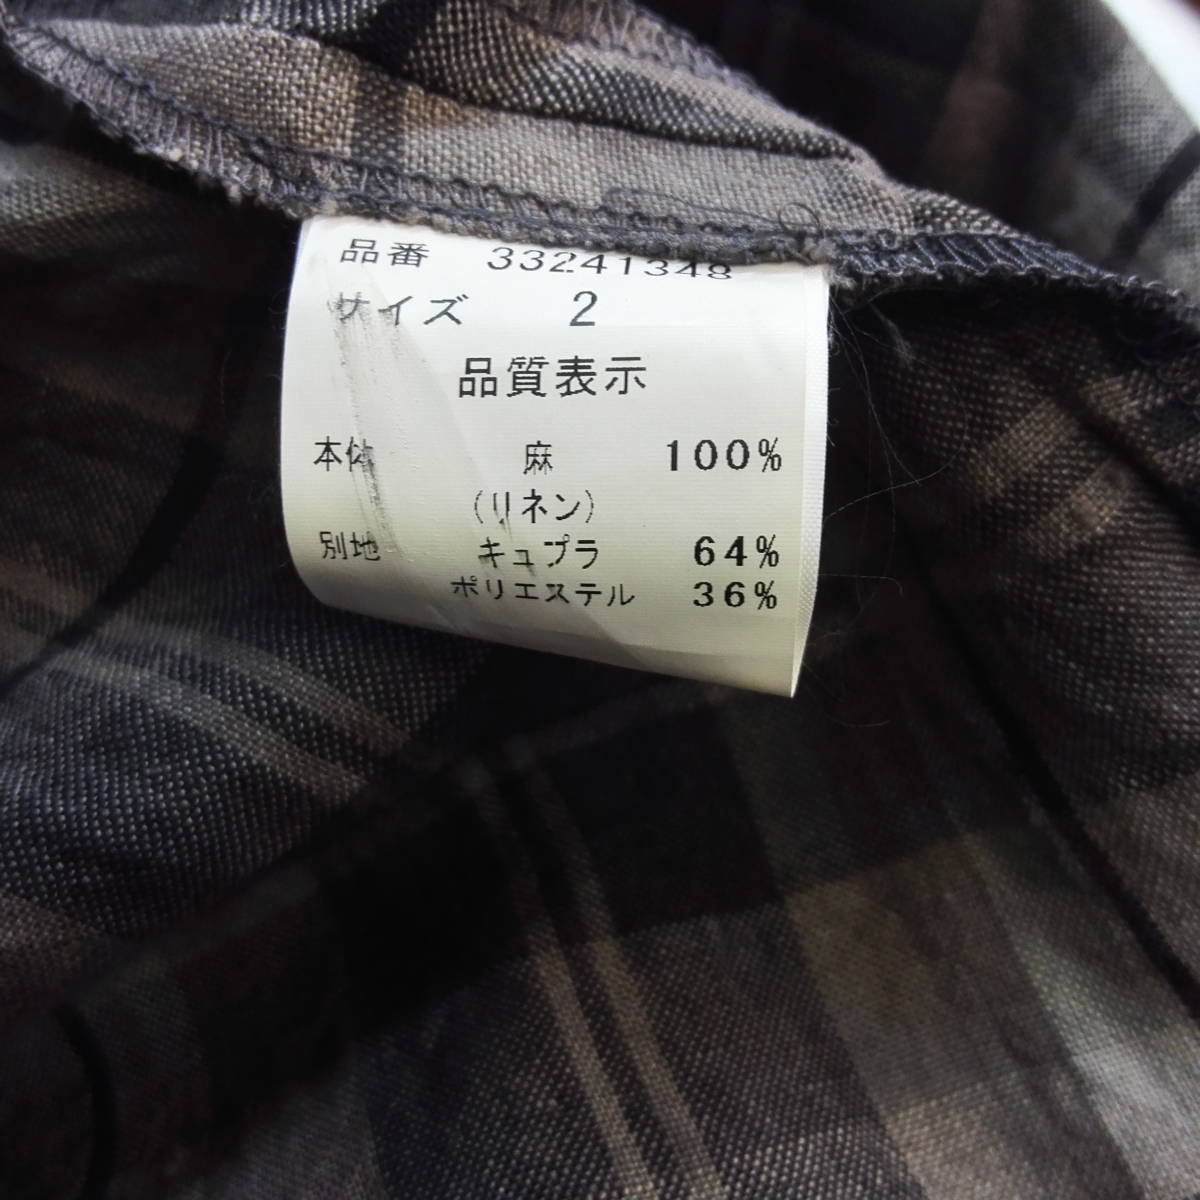 品番 33241348
サイズ 2
品質表示
本体 麻 100%
(リネン)
別地 キュプラ 64%
ポリエステル 36%